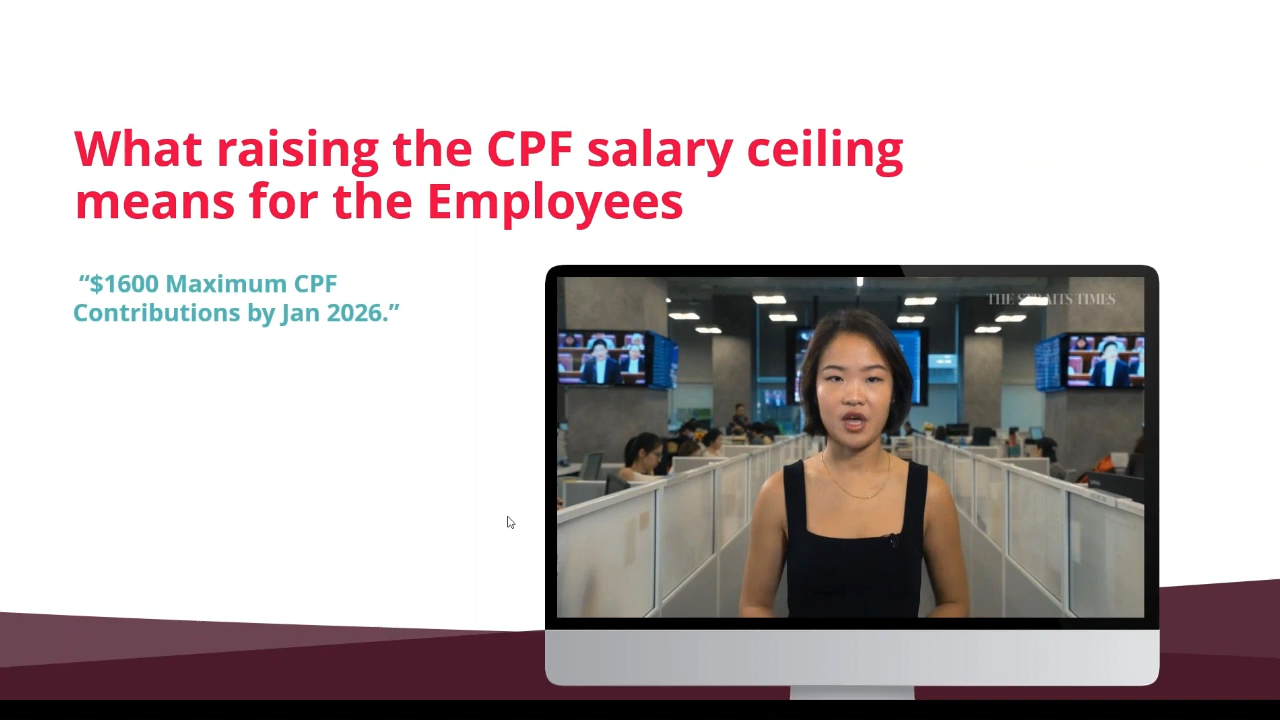 What raising the CPF salary ceiling
means for the Employees
“$1600 Maximum CPF
Contributions by Jan 2026.”
THE STRAITS TIMES